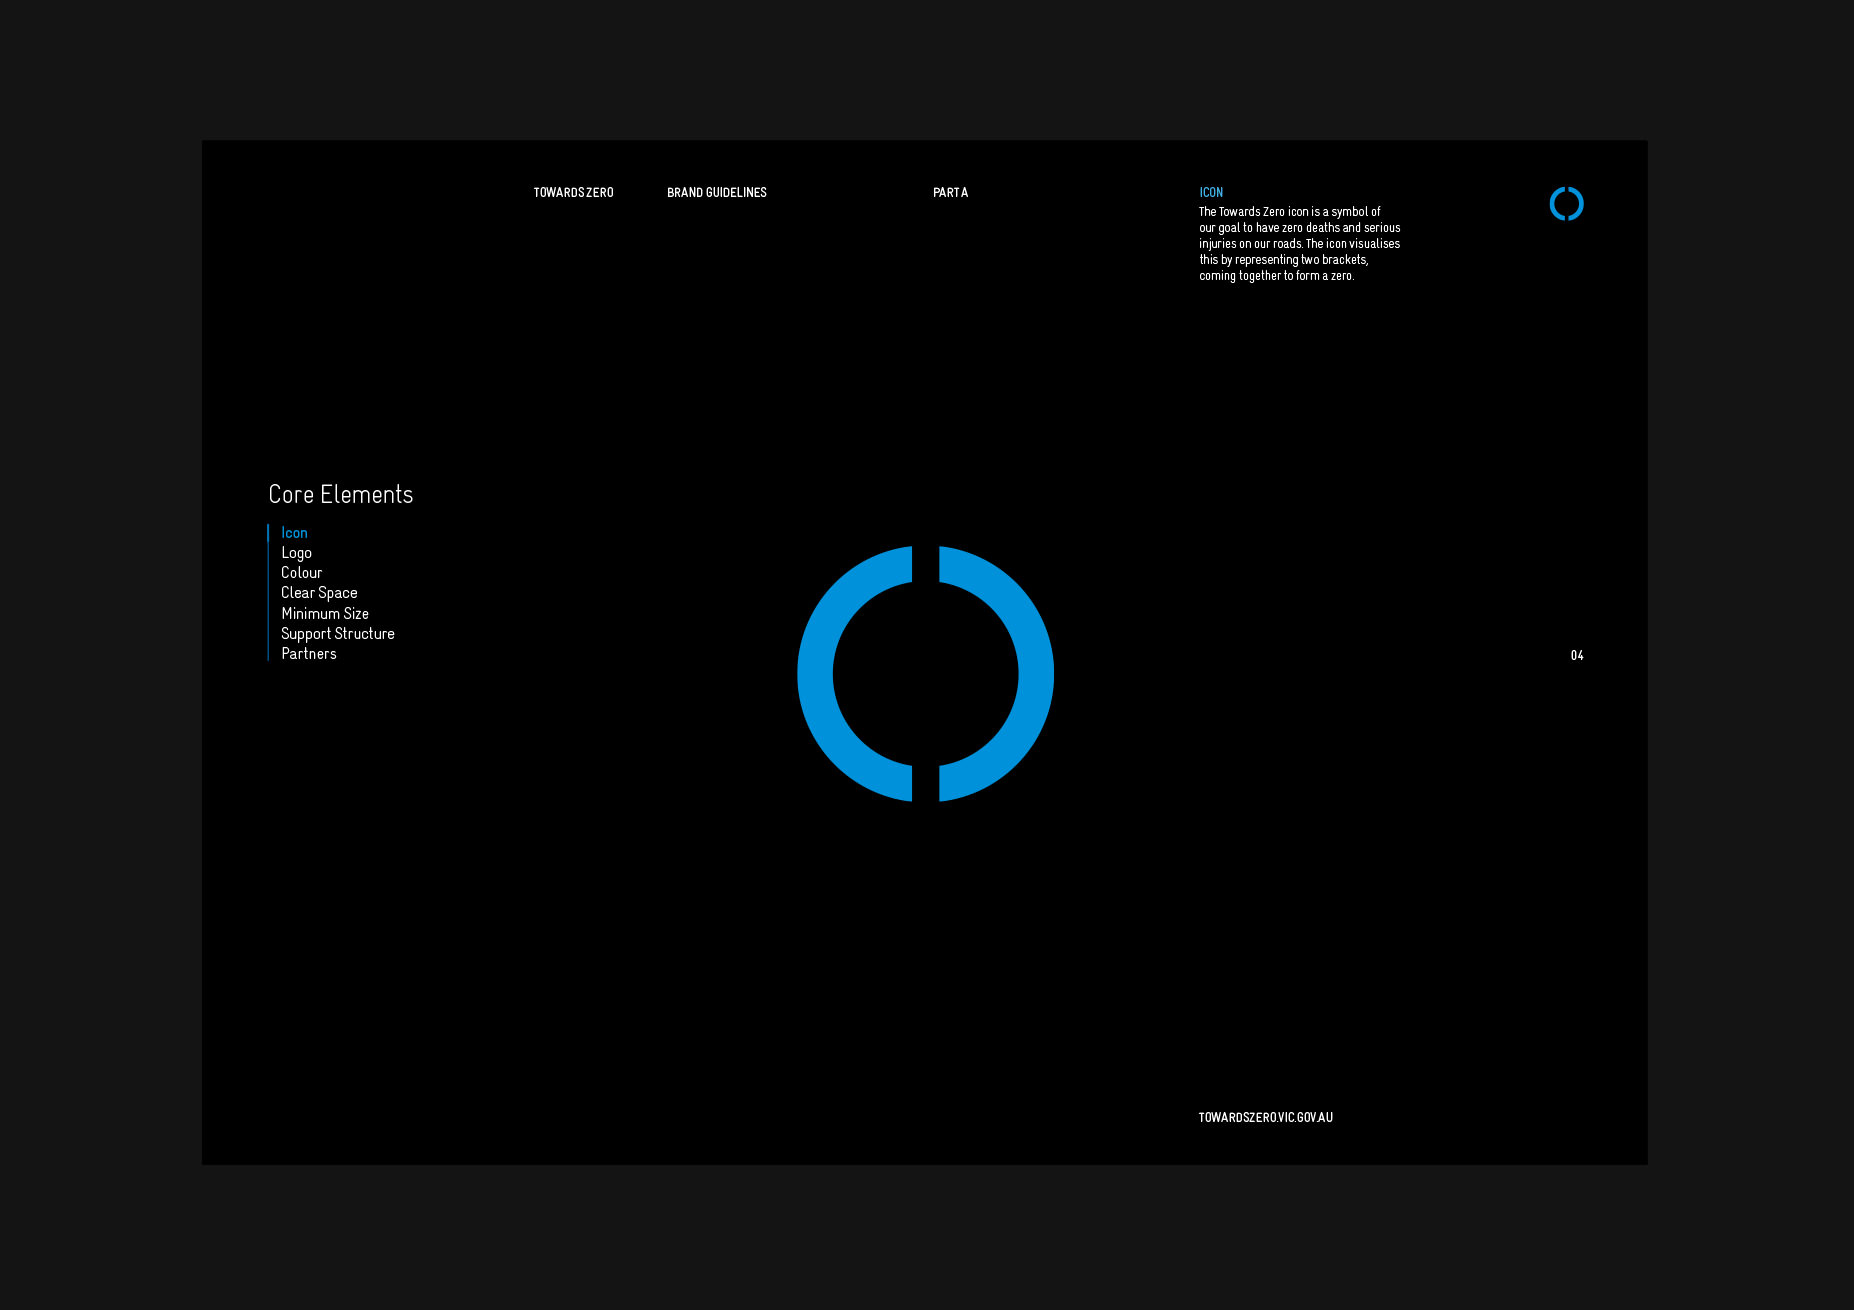 TOWARDS ZERO
BRAND GUIDELINES
PART A
ICON
The Towards Zero icon is a symbol of
our goal to have zero deaths and serious
injuries on our roads. The icon visualises
this by representing two brackets,
coming together to form a zero.
Core Elements
Icon
Logo
Colour
Clear Space
Minimum Size
Support Structure
Partners
04
TOWARDSZERO.VIC.GOV.AU